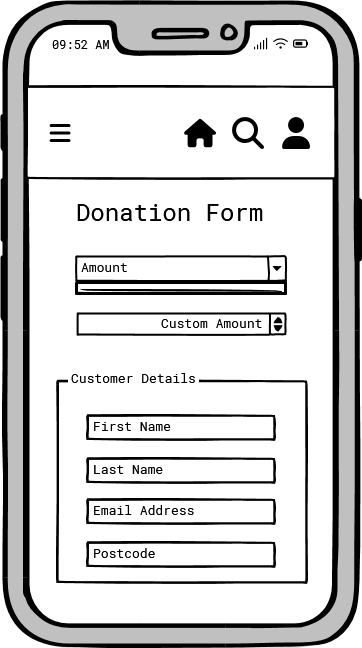 09:52 AM
Donation Form
Amount
Custom Amount
Customer Details
First Name
Last Name
Email Address
Postcode